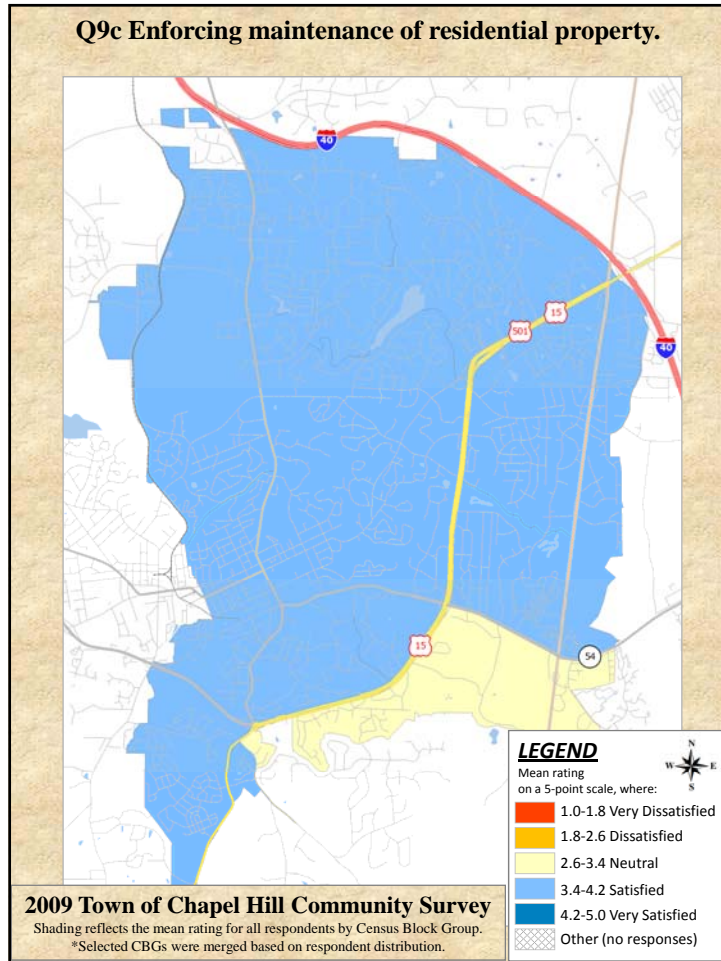 Q9c Enforcing maintenance of residential property.
40
15
501
40
15
54
LEGEND
N
W E
S
Mean rating
on a 5-point scale, where:
1.0-1.8 Very Dissatisfied
1.8-2.6 Dissatisfied
2.6-3.4 Neutral
3.4-4.2 Satisfied
4.2-5.0 Very Satisfied
Other (no responses)
2009 Town of Chapel Hill Community Survey
Shading reflects the mean rating for all respondents by Census Block Group.
*Selected CBGs were merged based on respondent distribution.